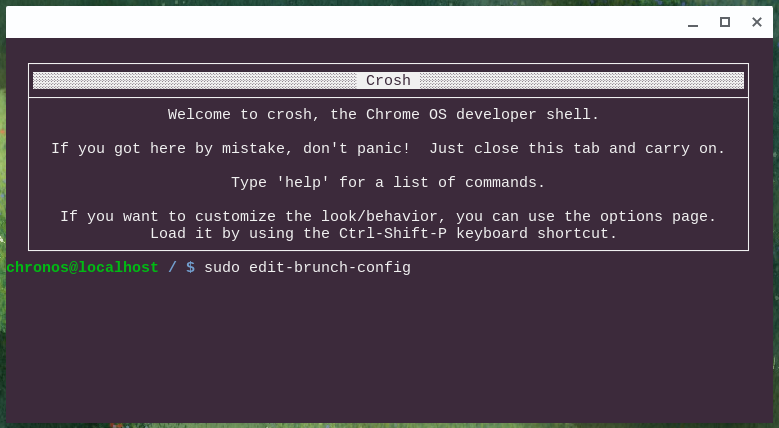 Crosh
Welcome to crosh, the Chrome OS developer shell.
If you got here by mistake, don't panic!  Just close this tab and carry on.
Type 'help' for a list of commands.
If you want to customize the look/behavior, you can use the options page.
Load it by using the Ctrl-Shift-P keyboard shortcut.
chronos@localhost / $ sudo edit-brunch-config